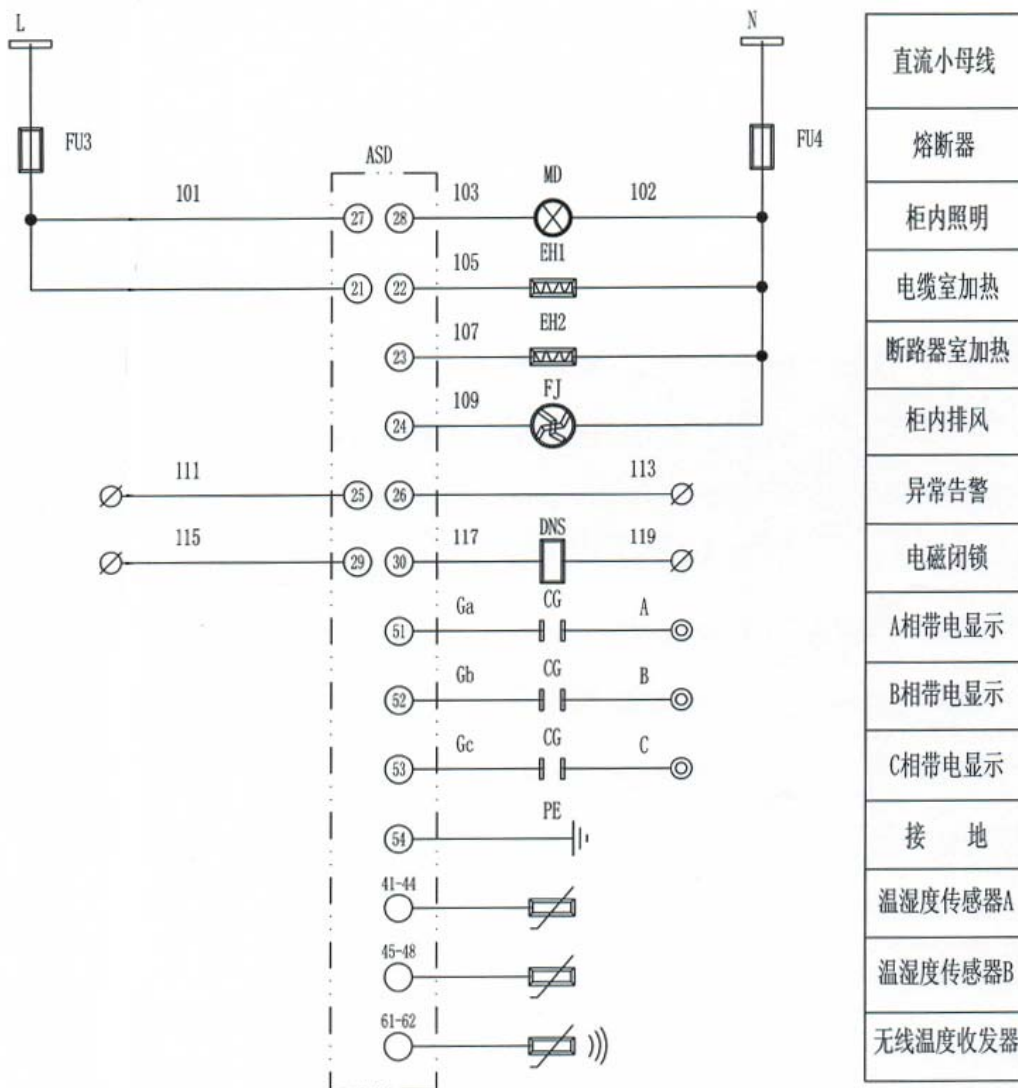 L
N
直流小母线
FU3
FU4
熔断器
ASD
101
27
28
103
MD
102
柜内照明
21
22
105
EH1
电缆室加热
23
107
EH2
断路器室加热
24
109
FJ
柜内排风
111
25
26
113
异常告警
115
29
30
117
DNS
119
电磁闭锁
51
Ga
CG
A
A相带电显示
52
Gb
CG
B
B相带电显示
53
Gc
CG
C
C相带电显示
54
PE
接 地
41-44
温湿度传感器A
45-48
温湿度传感器B
61-62
无线温度收发器